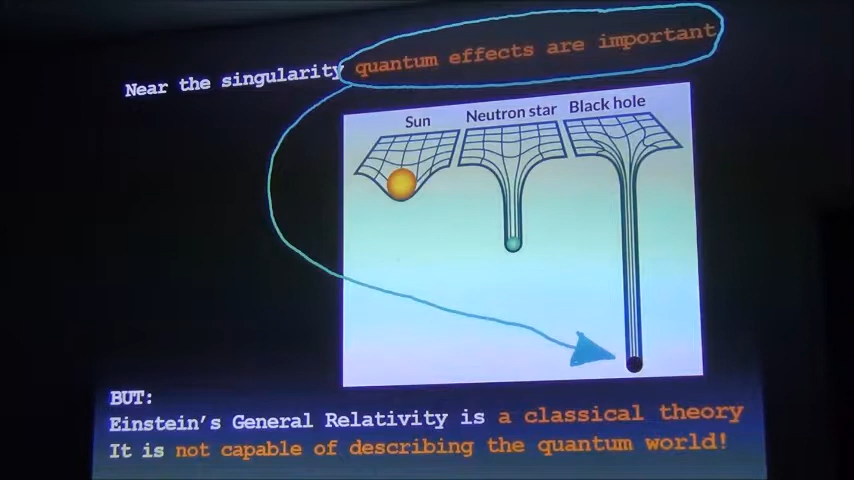 Near the singularity quantum effects are important
Sun
Neutron star
Black hole
BUT:
Einstein's General Relativity is a classical theory
It is not capable of describing the quantum world!